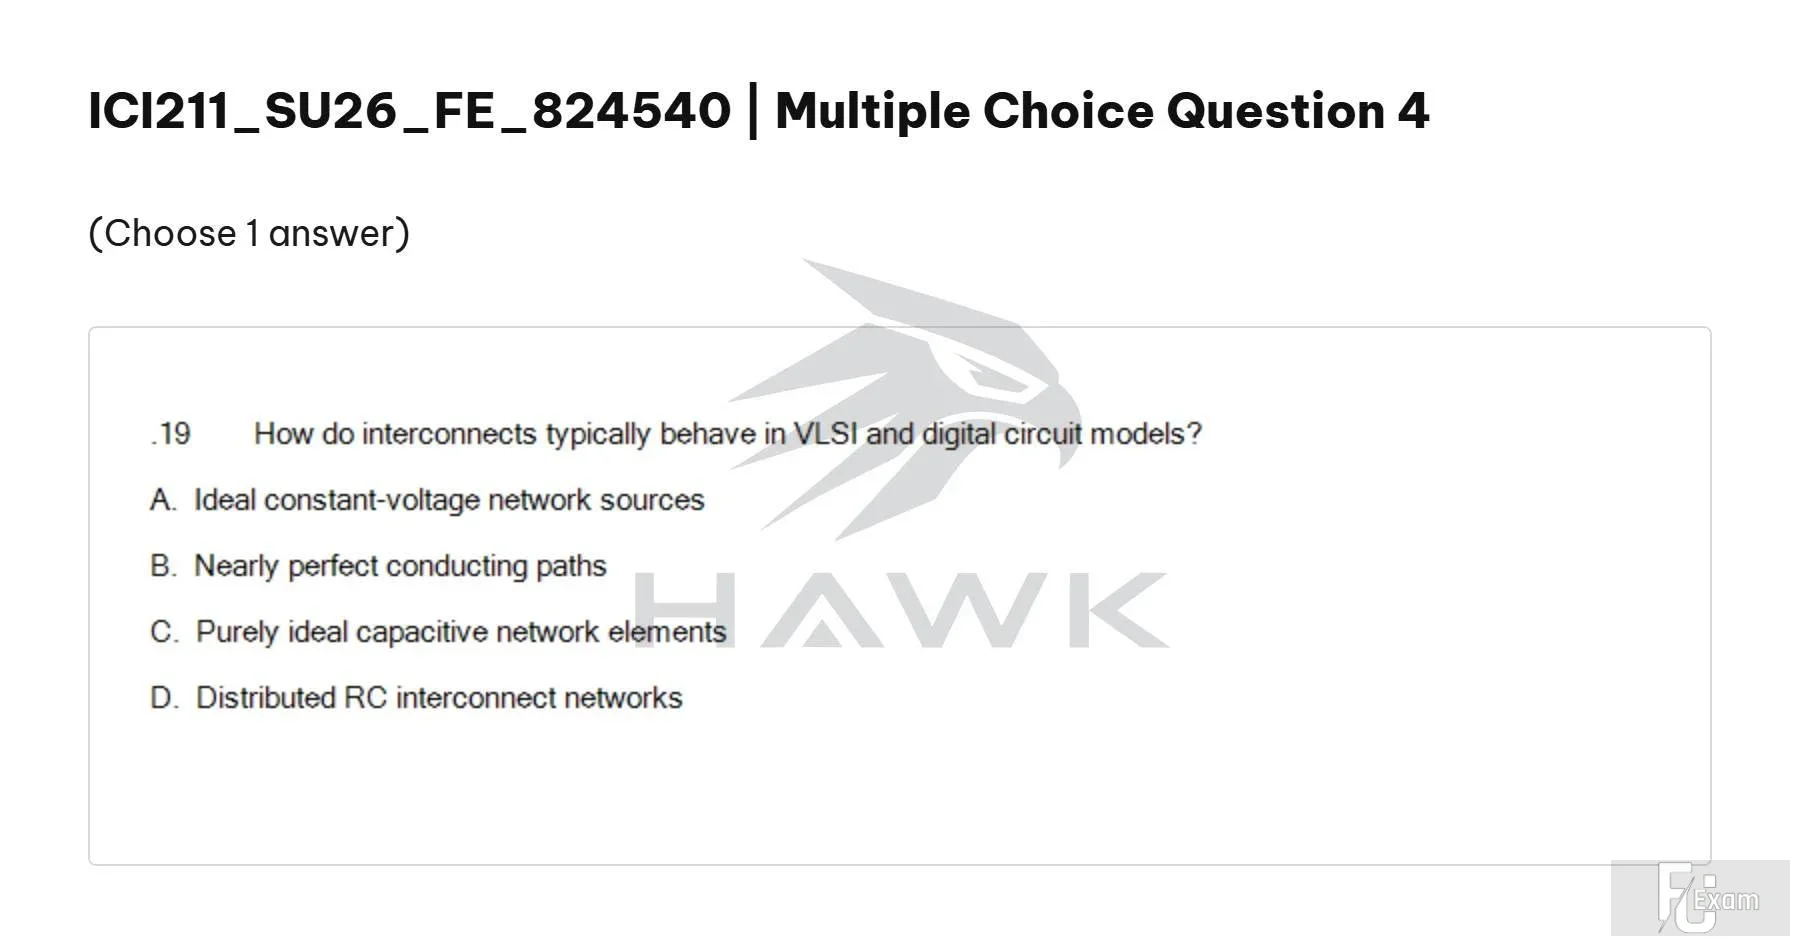 ICI211_SU26_FE_824540 | Multiple Choice Question 4
(Choose 1 answer)
.19 How do interconnects typically behave in VLSI and digital circuit models?
A. Ideal constant-voltage network sources
B. Nearly perfect conducting paths
C. Purely ideal capacitive network elements
D. Distributed RC interconnect networks
HAWK
FU Exam